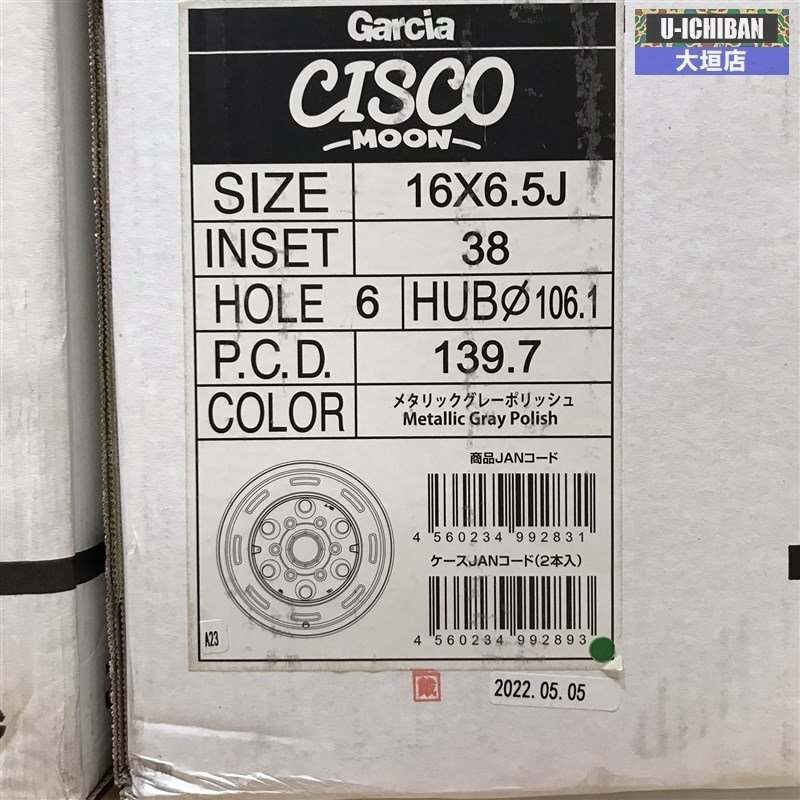 Garcia
CISCO
MOON
U-ICHIBAN
大垣店
SIZE 16X6.5J
INSET 38
HOLE 6 HUBØ106.1
P.C.D. 139.7
COLOR メタリックグレーポリッシュ
Metallic Gray Polish
商品JANコード
4 560234 992831
ケースJANコード(2本入)
4 560234 992893
A23
2022.05.05